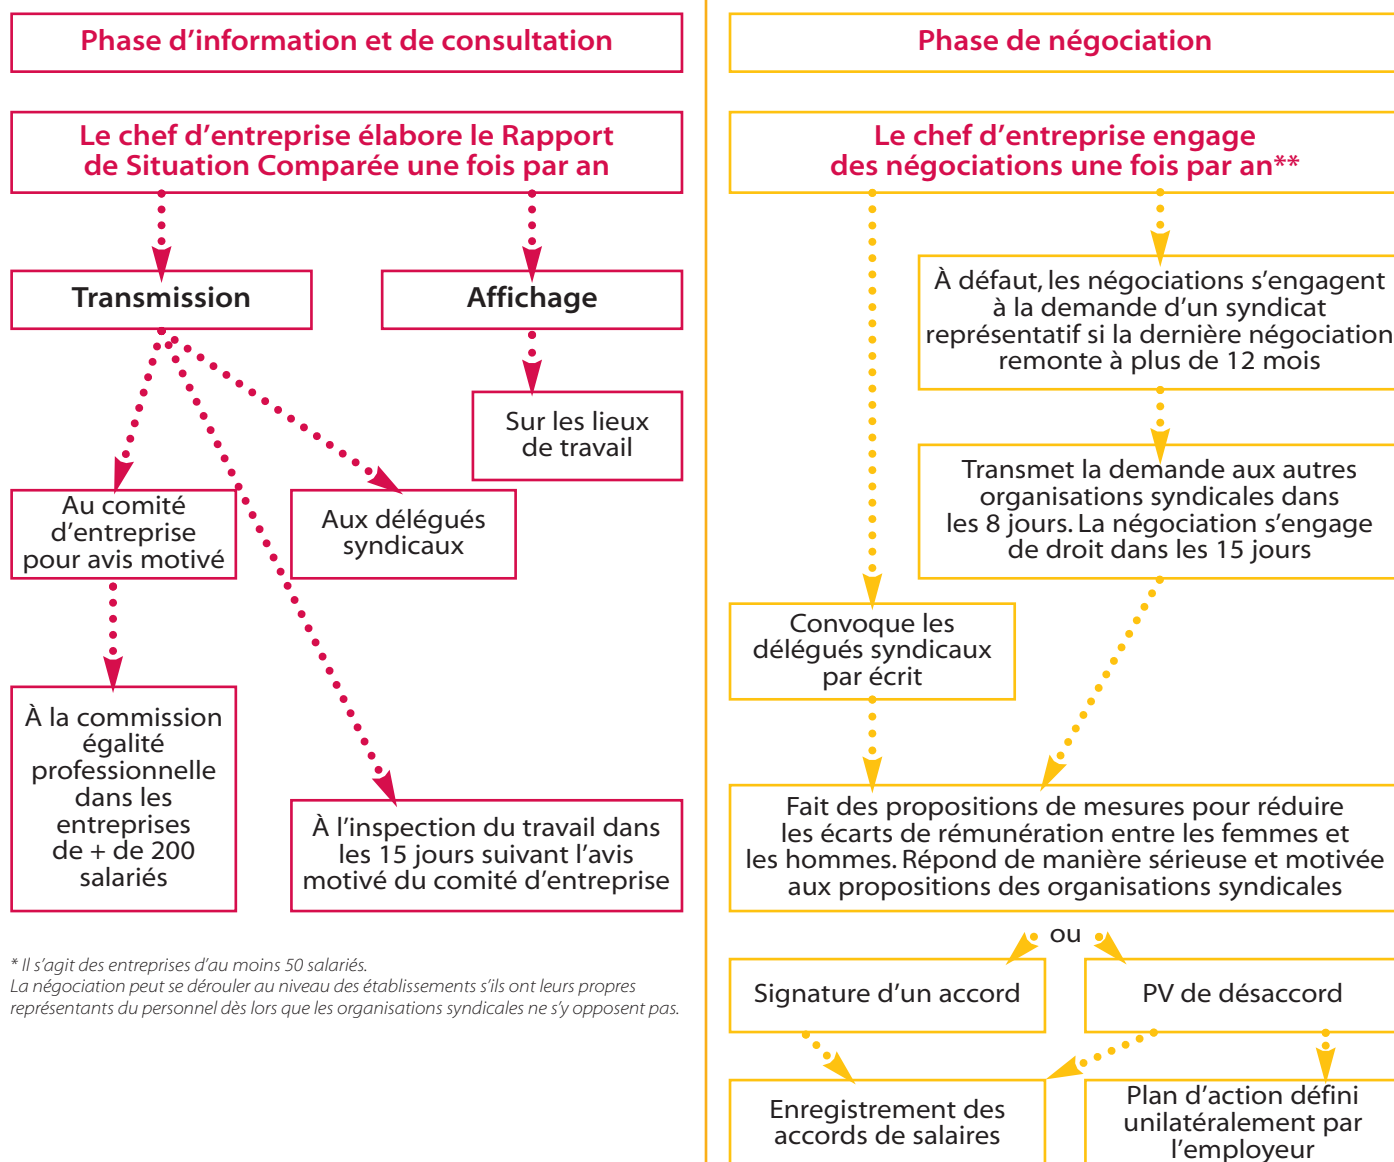 Phase d'information et de consultation
Le chef d'entreprise élabore le Rapport
de Situation Comparée une fois par an
Transmission
Affichage
Sur les lieux
de travail
Au comité
d'entreprise
pour avis motivé
Aux délégués
syndicaux
À la commission
égalité
professionnelle
dans les
entreprises
de + de 200
salariés
À l'inspection du travail dans
les 15 jours suivant l'avis
motivé du comité d'entreprise
* Il s'agit des entreprises d'au moins 50 salariés.
La négociation peut se dérouler au niveau des établissements s'ils ont leurs propres
représentants du personnel dès lors que les organisations syndicales ne s'y opposent pas.
Phase de négociation
Le chef d'entreprise engage
des négociations une fois par an**
À défaut, les négociations s'engagent
à la demande d'un syndicat
représentatif si la dernière négociation
remonte à plus de 12 mois
Transmet la demande aux autres
organisations syndicales dans
les 8 jours. La négociation s'engage
de droit dans les 15 jours
Convoque les
délégués syndicaux
par écrit
Fait des propositions de mesures pour réduire
les écarts de rémunération entre les femmes et
les hommes. Répond de manière sérieuse et motivée
aux propositions des organisations syndicales
ou
Signature d'un accord
PV de désaccord
Enregistrement des
accords de salaires
Plan d'action défini
unilatéralement par
l'employeur